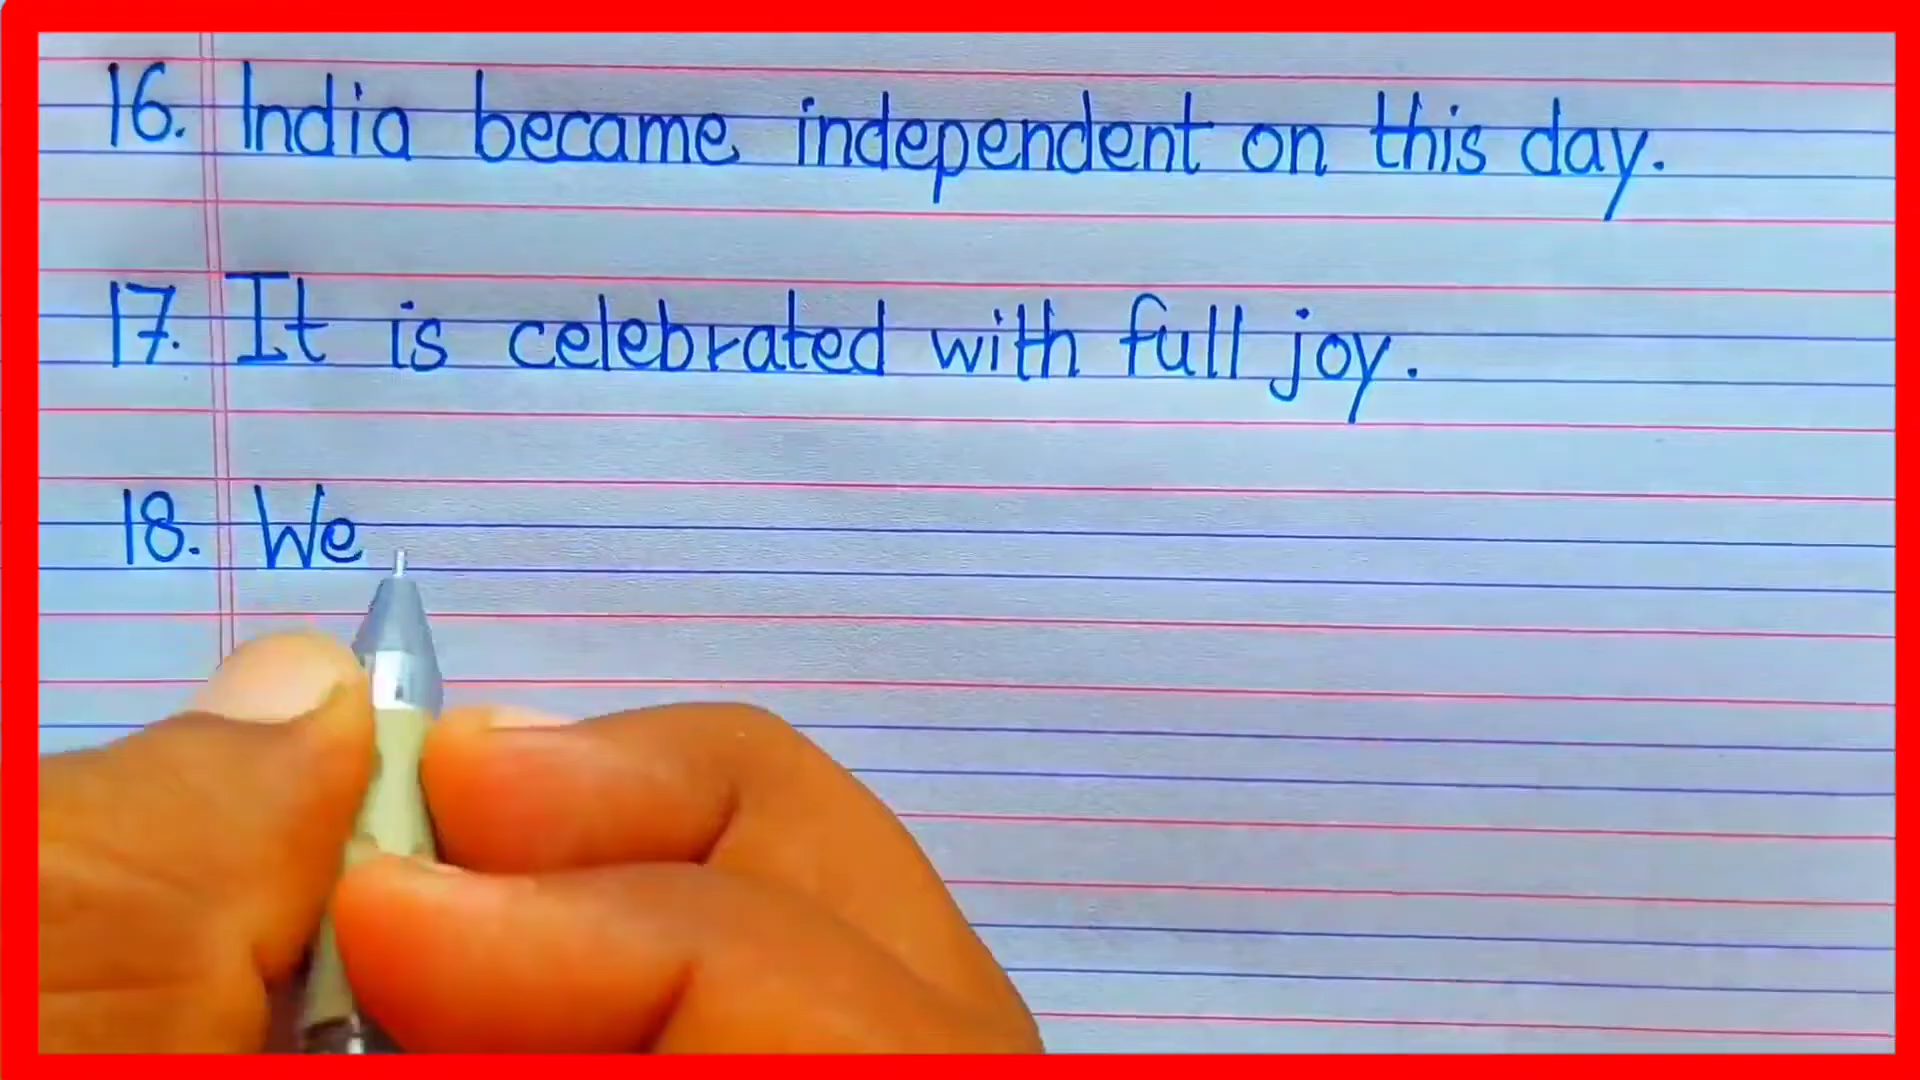 16. India became independent on this day.
17. It is celebrated with full joy.
18. We